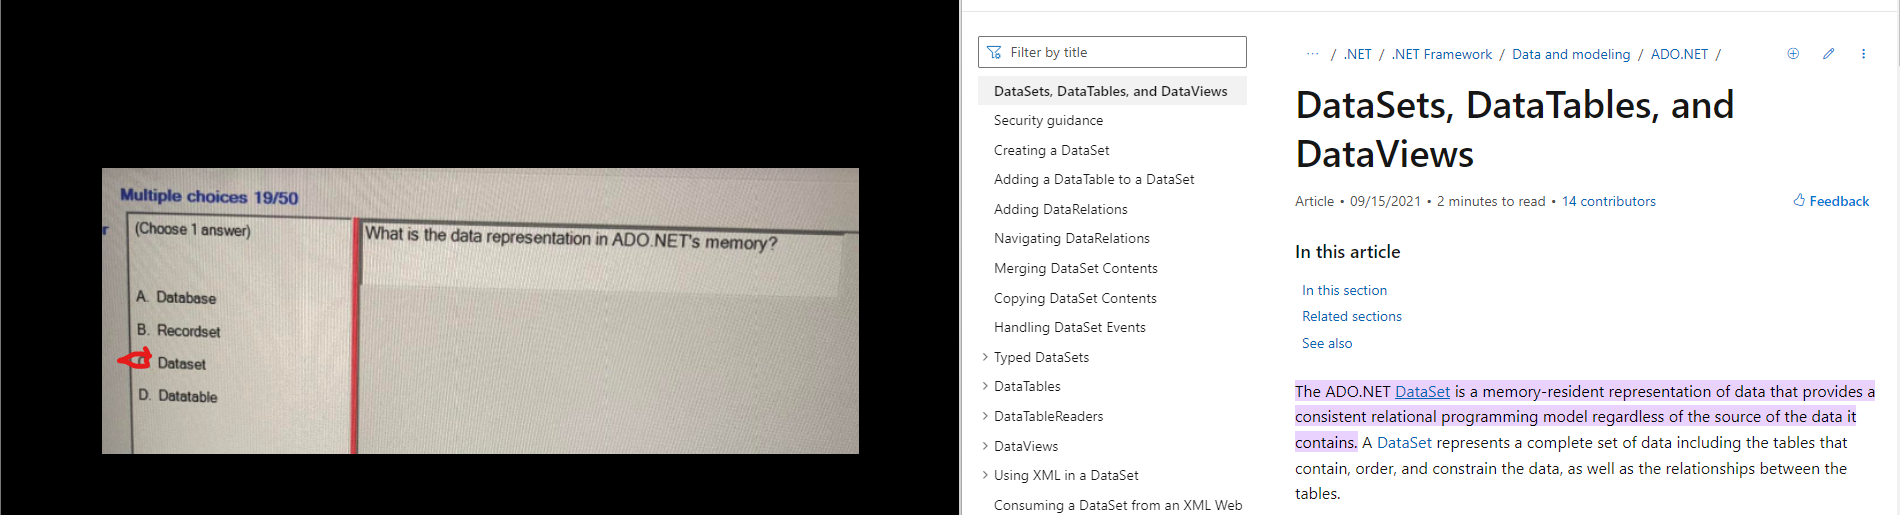 Multiple choices 19/50
(Choose 1 answer)
What is the data representation in ADO.NET's memory?
A. Database
B. Recordset
Dataset
D. Datatable
Filter by title
DataSets, DataTables, and DataViews
Security guidance
Creating a DataSet
Adding a DataTable to a DataSet
Adding DataRelations
Navigating DataRelations
Merging DataSet Contents
Copying DataSet Contents
Handling DataSet Events
Typed DataSets
DataTables
DataTableReaders
DataViews
Using XML in a DataSet
Consuming a DataSet from an XML Web
··· / .NET / .NET Framework / Data and modeling / ADO.NET /
DataSets, DataTables, and
DataViews
Article • 09/15/2021 • 2 minutes to read • 14 contributors
Feedback
In this article
In this section
Related sections
See also
The ADO.NET DataSet is a memory-resident representation of data that provides a
consistent relational programming model regardless of the source of the data it
contains. A DataSet represents a complete set of data including the tables that
contain, order, and constrain the data, as well as the relationships between the
tables.